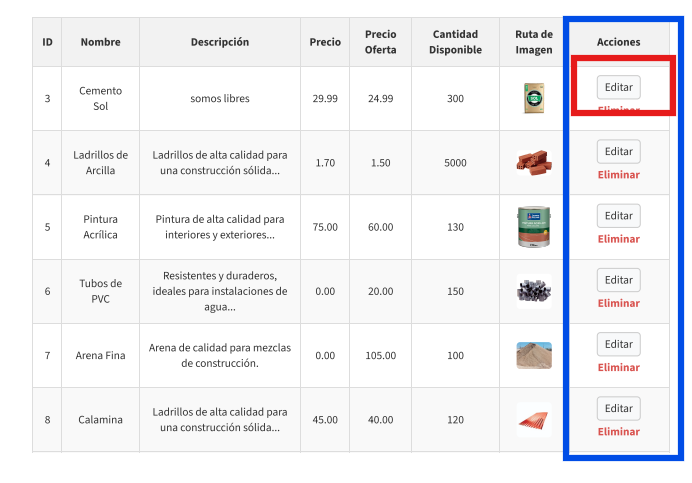 ID Nombre Descripción Precio Precio Oferta Cantidad Disponible Ruta de Imagen Acciones
3 Cemento Sol somos libres 29.99 24.99 300 Editar
Eliminar
4 Ladrillos de Arcilla Ladrillos de alta calidad para una construcción sólida... 1.70 1.50 5000 Editar
Eliminar
5 Pintura Acrílica Pintura de alta calidad para interiores y exteriores... 75.00 60.00 130 Editar
Eliminar
6 Tubos de PVC Resistentes y duraderos, ideales para instalaciones de agua... 0.00 20.00 150 Editar
Eliminar
7 Arena Fina Arena de calidad para mezclas de construcción. 0.00 105.00 100 Editar
Eliminar
8 Calamina Ladrillos de alta calidad para una construcción sólida... 45.00 40.00 120 Editar
Eliminar